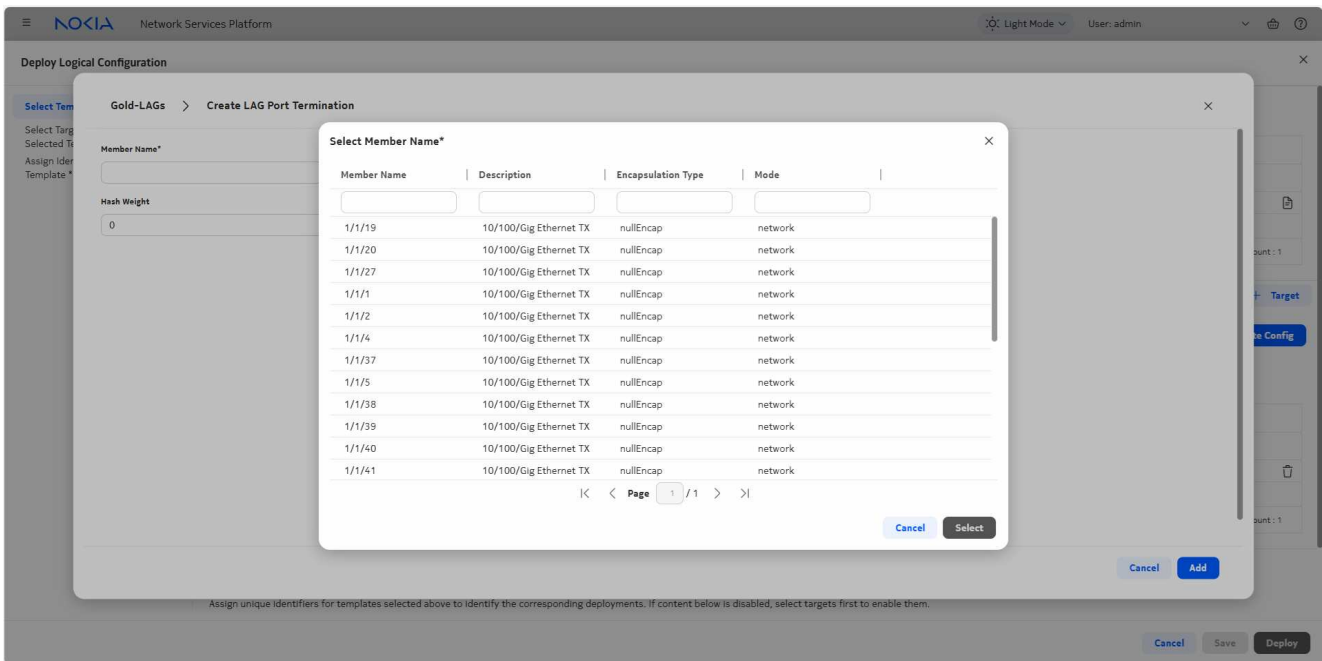 NOKIA Network Services Platform Light Mode User: admin
Deploy Logical Configuration
Select Tem
Select Targ
Selected Te
Assign Iden
Template *
Gold-LAGs > Create LAG Port Termination
Member Name*
Hash Weight
0
Select Member Name*
Member Name Description Encapsulation Type Mode
1/1/19 10/100/Gig Ethernet TX nullEncap network
1/1/20 10/100/Gig Ethernet TX nullEncap network
1/1/27 10/100/Gig Ethernet TX nullEncap network
1/1/1 10/100/Gig Ethernet TX nullEncap network
1/1/2 10/100/Gig Ethernet TX nullEncap network
1/1/4 10/100/Gig Ethernet TX nullEncap network
1/1/37 10/100/Gig Ethernet TX nullEncap network
1/1/5 10/100/Gig Ethernet TX nullEncap network
1/1/38 10/100/Gig Ethernet TX nullEncap network
1/1/39 10/100/Gig Ethernet TX nullEncap network
1/1/40 10/100/Gig Ethernet TX nullEncap network
1/1/41 10/100/Gig Ethernet TX nullEncap network
Page 1 / 1
Cancel Select
ount : 1
+ Target
te Config
ount : 1
Cancel Add
Assign unique Identifiers for templates selected above to identify the corresponding deployments. If content below is disabled, select targets first to enable them.
Cancel Save Deploy